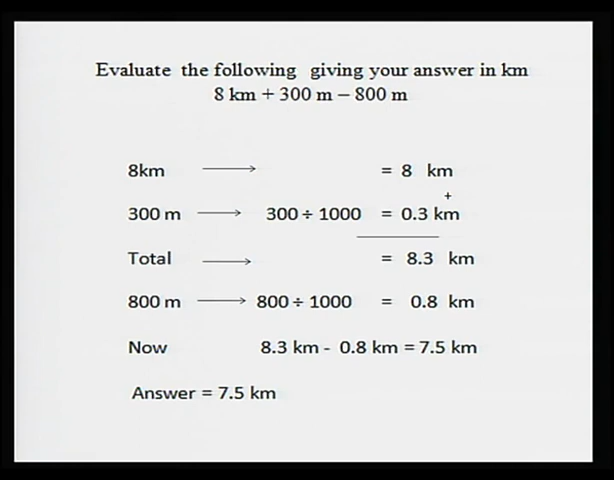 Evaluate the following giving your answer in km
8 km + 300 m – 800 m
8km ⟶ = 8 km
+
300 m ⟶ 300 ÷ 1000 = 0.3 km
Total ⟶ = 8.3 km
800 m ⟶ 800 ÷ 1000 = 0.8 km
Now 8.3 km - 0.8 km = 7.5 km
Answer = 7.5 km